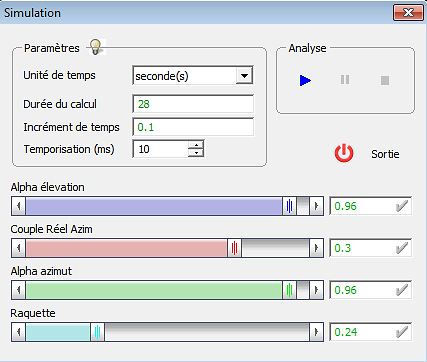 Simulation
Paramètres
Analyse
Unité de temps
seconde(s)
Durée du calcul
28
Incrément de temps
0.1
Temporisation (ms)
10
Sortie
Alpha élévation
0.96
Couple Réel Azim
0.3
Alpha azimut
0.96
Raquette
0.24